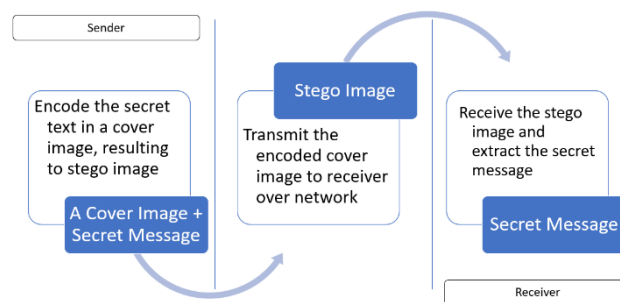 Sender
Encode the secret
text in a cover
image, resulting
to stego image
A Cover Image +
Secret Message
Stego Image
Transmit the
encoded cover
image to receiver
over network
Receive the stego
image and
extract the secret
message
Secret Message
Receiver